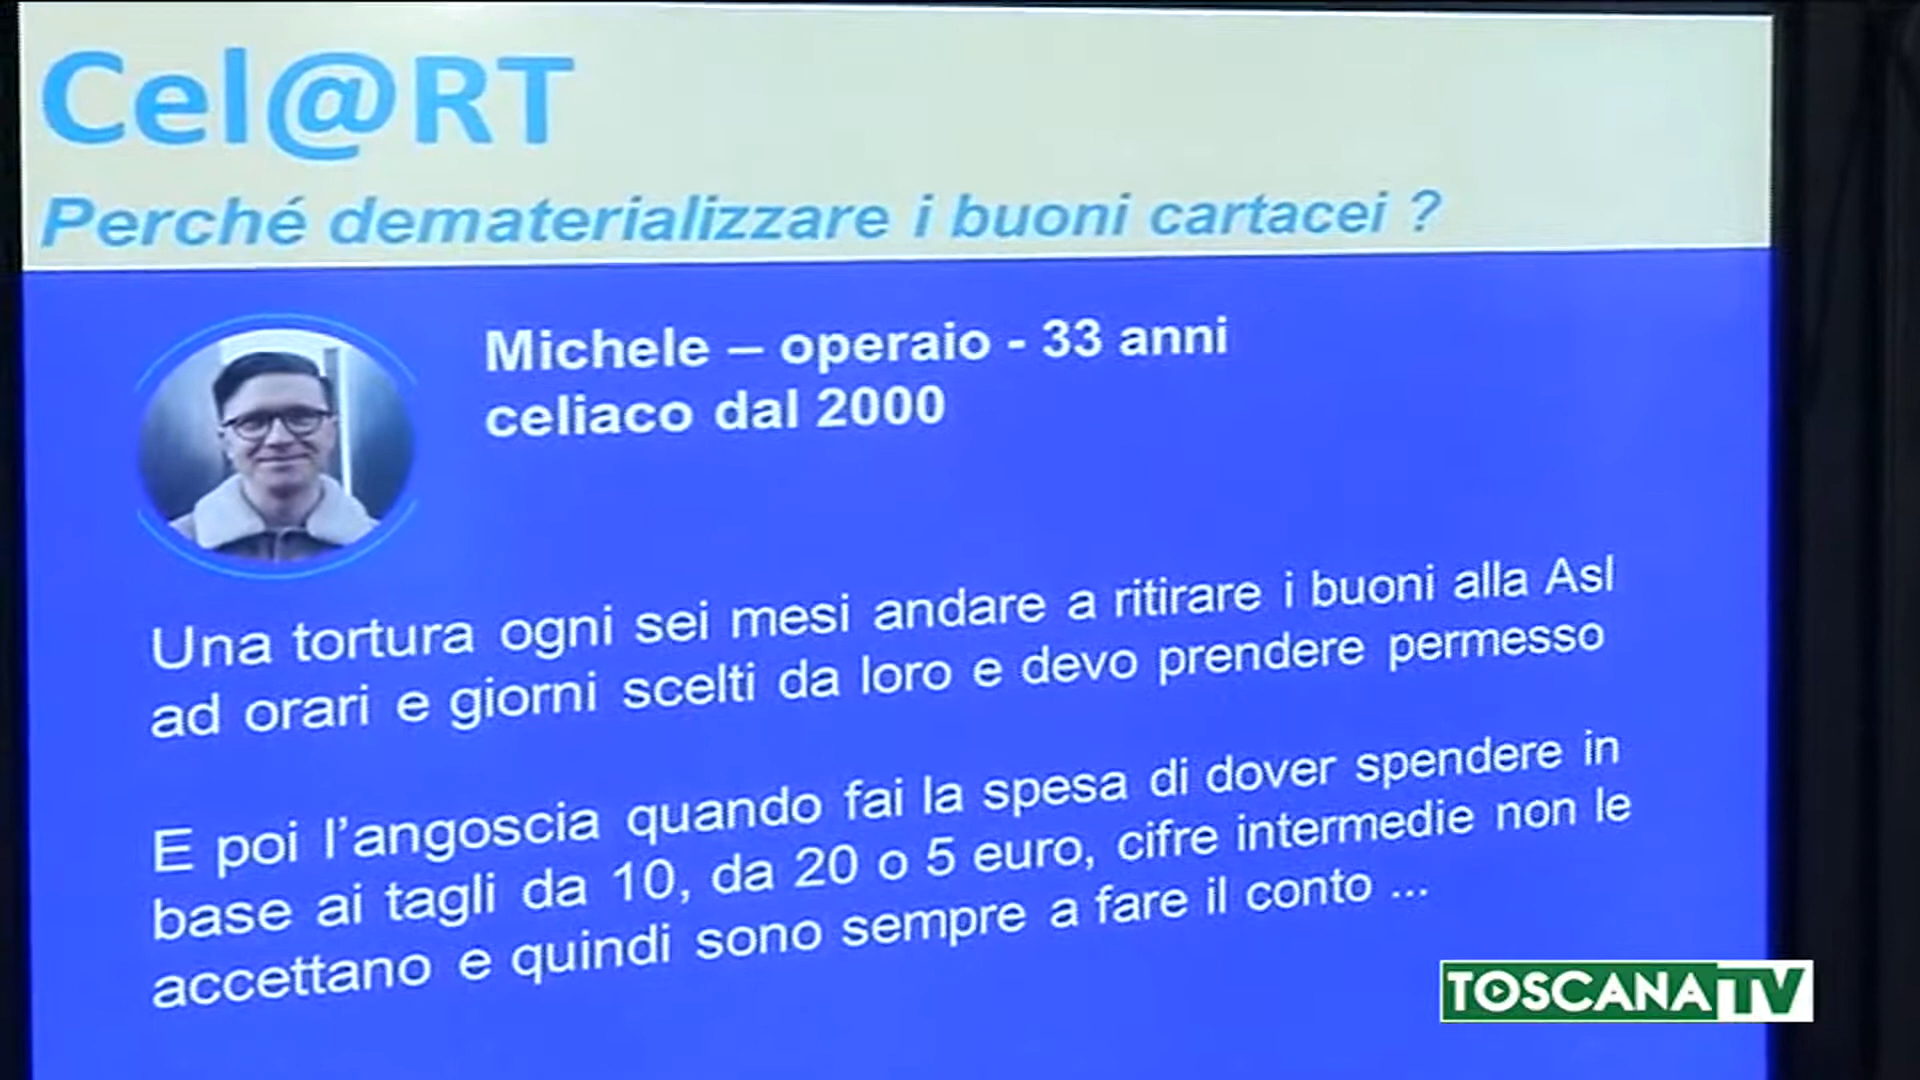 Cel@RT
Perché dematerializzare i buoni cartacei ?
Michele – operaio - 33 anni
celiaco dal 2000
Una tortura ogni sei mesi andare a ritirare i buoni alla Asl
ad orari e giorni scelti da loro e devo prendere permesso
E poi l’angoscia quando fai la spesa di dover spendere in
base ai tagli da 10, da 20 o 5 euro, cifre intermedie non le
accettano e quindi sono sempre a fare il conto ...
TOSCANA TV